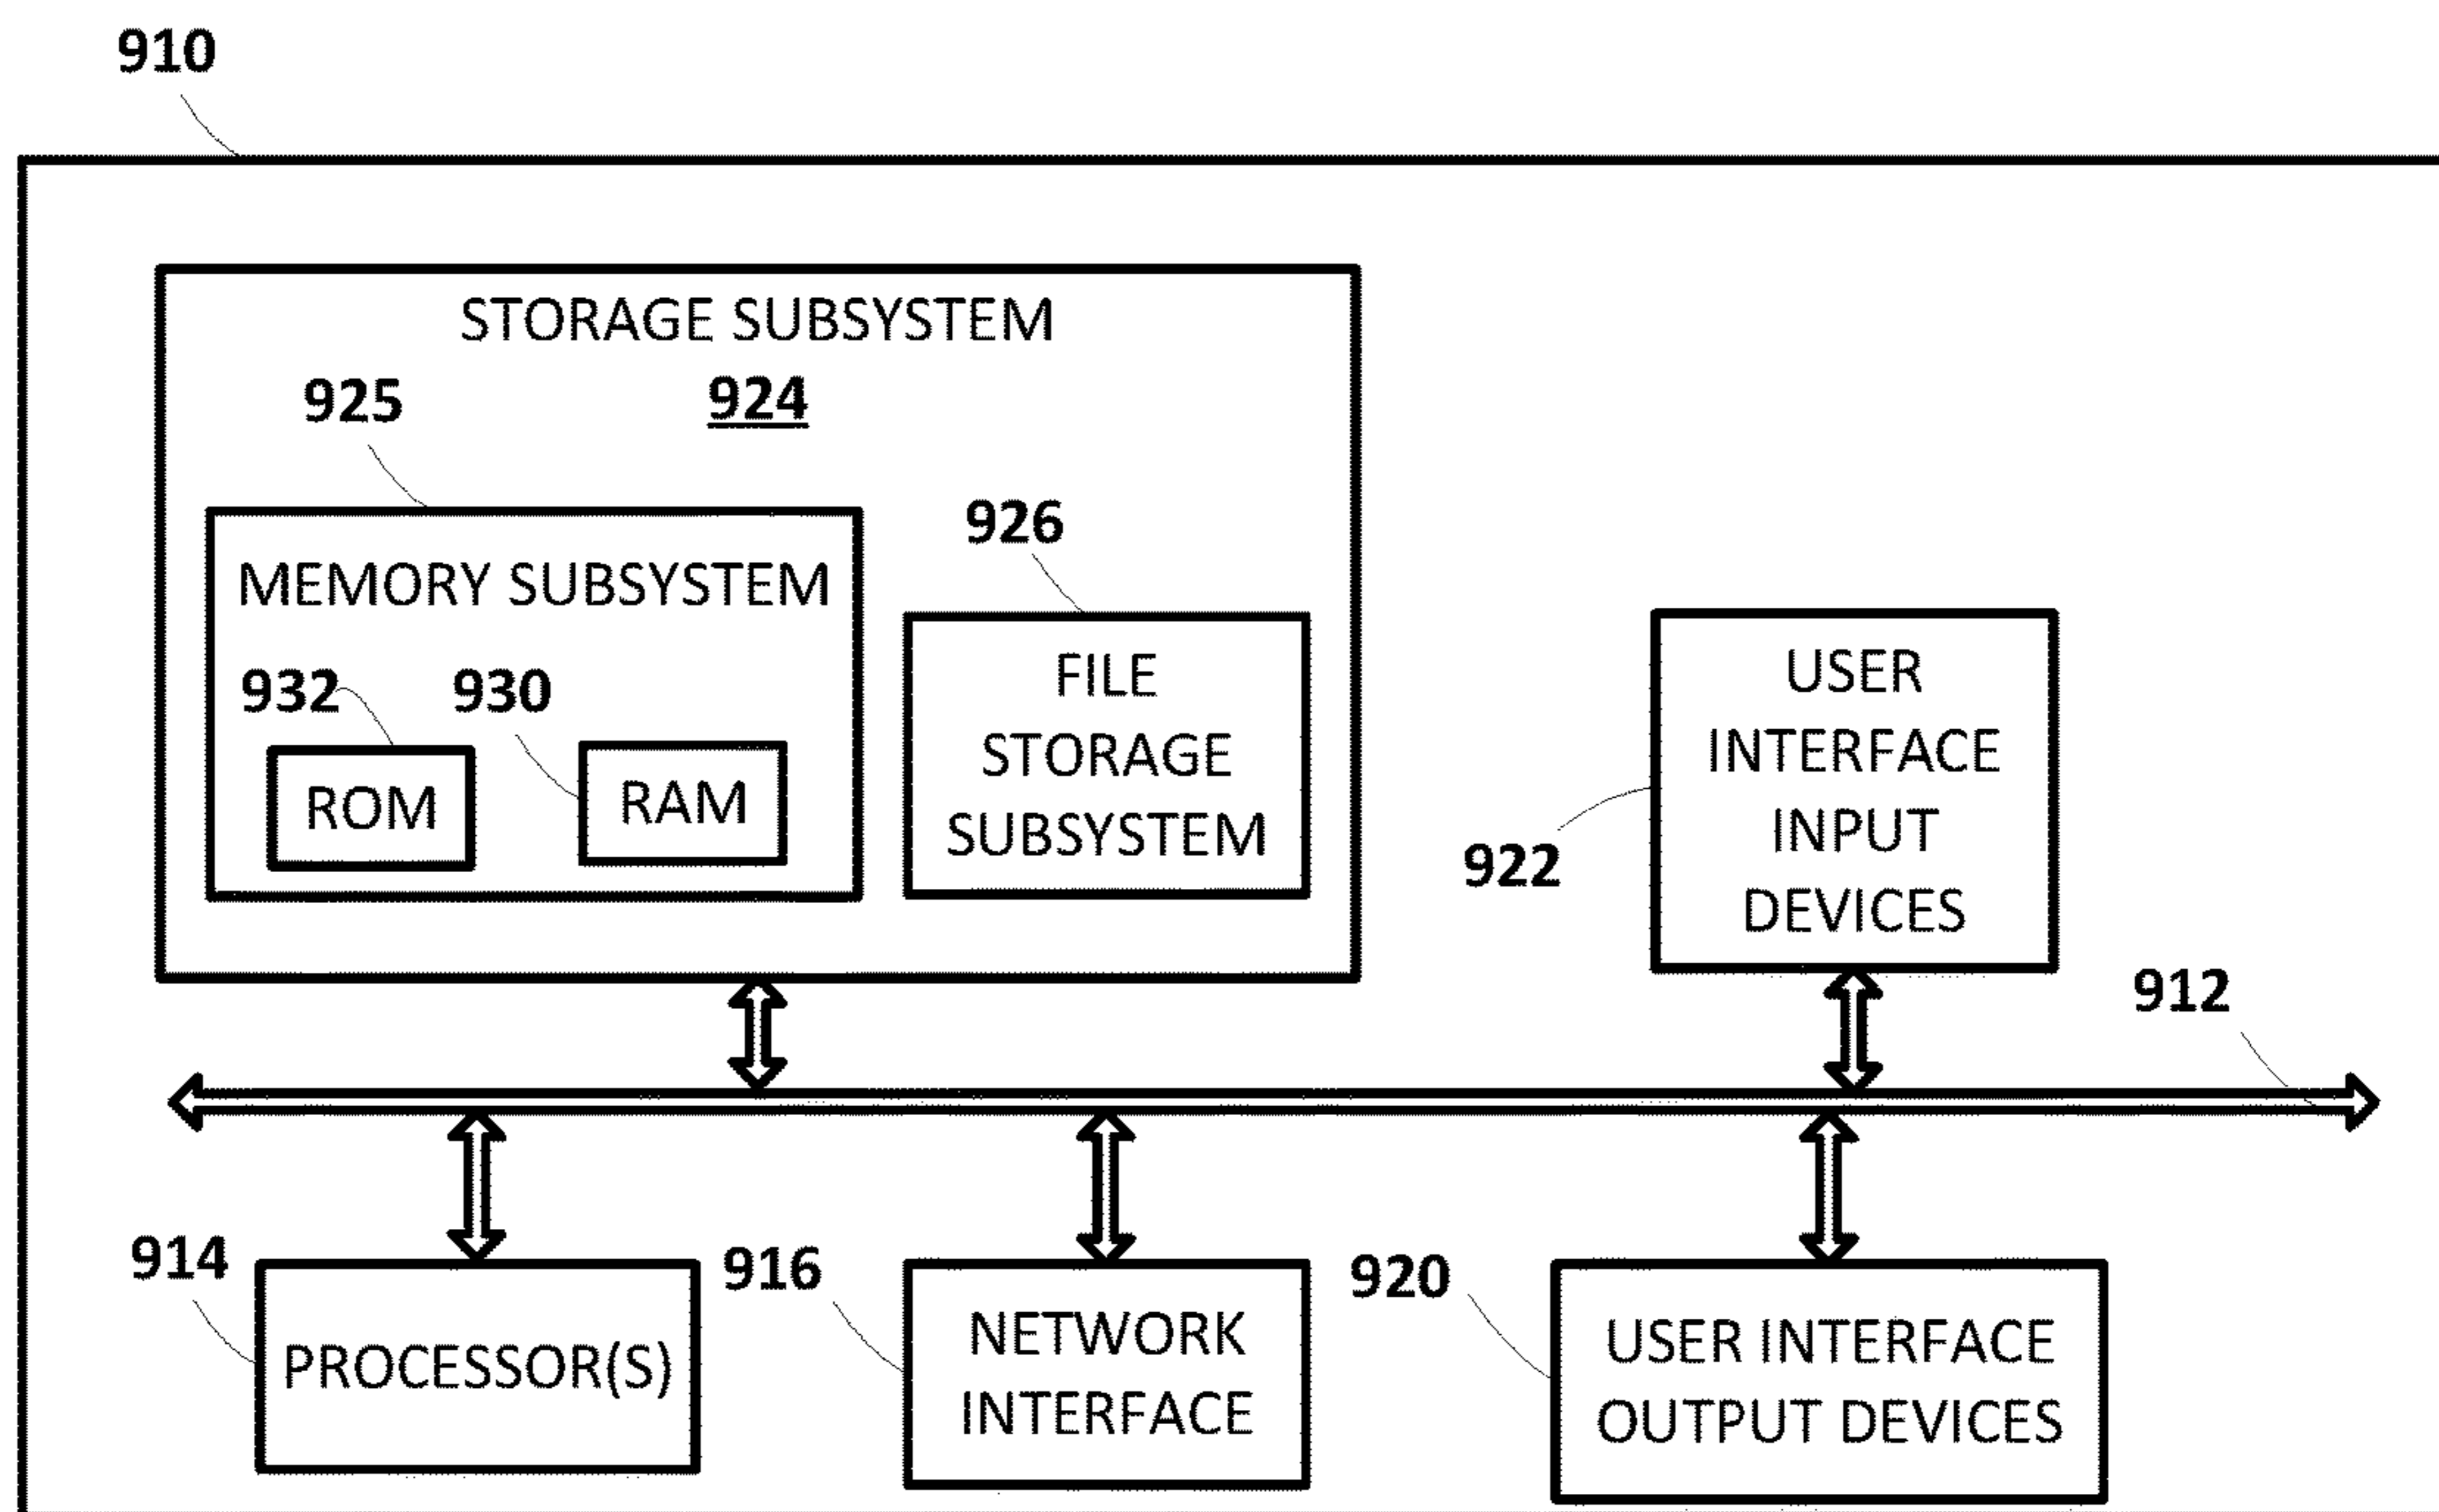 910
STORAGE SUBSYSTEM
924
925
MEMORY SUBSYSTEM
932
930
ROM
RAM
926
FILE
STORAGE
SUBSYSTEM
USER
INTERFACE
INPUT
DEVICES
922
912
914
PROCESSOR(S)
916
NETWORK
INTERFACE
920
USER INTERFACE
OUTPUT DEVICES